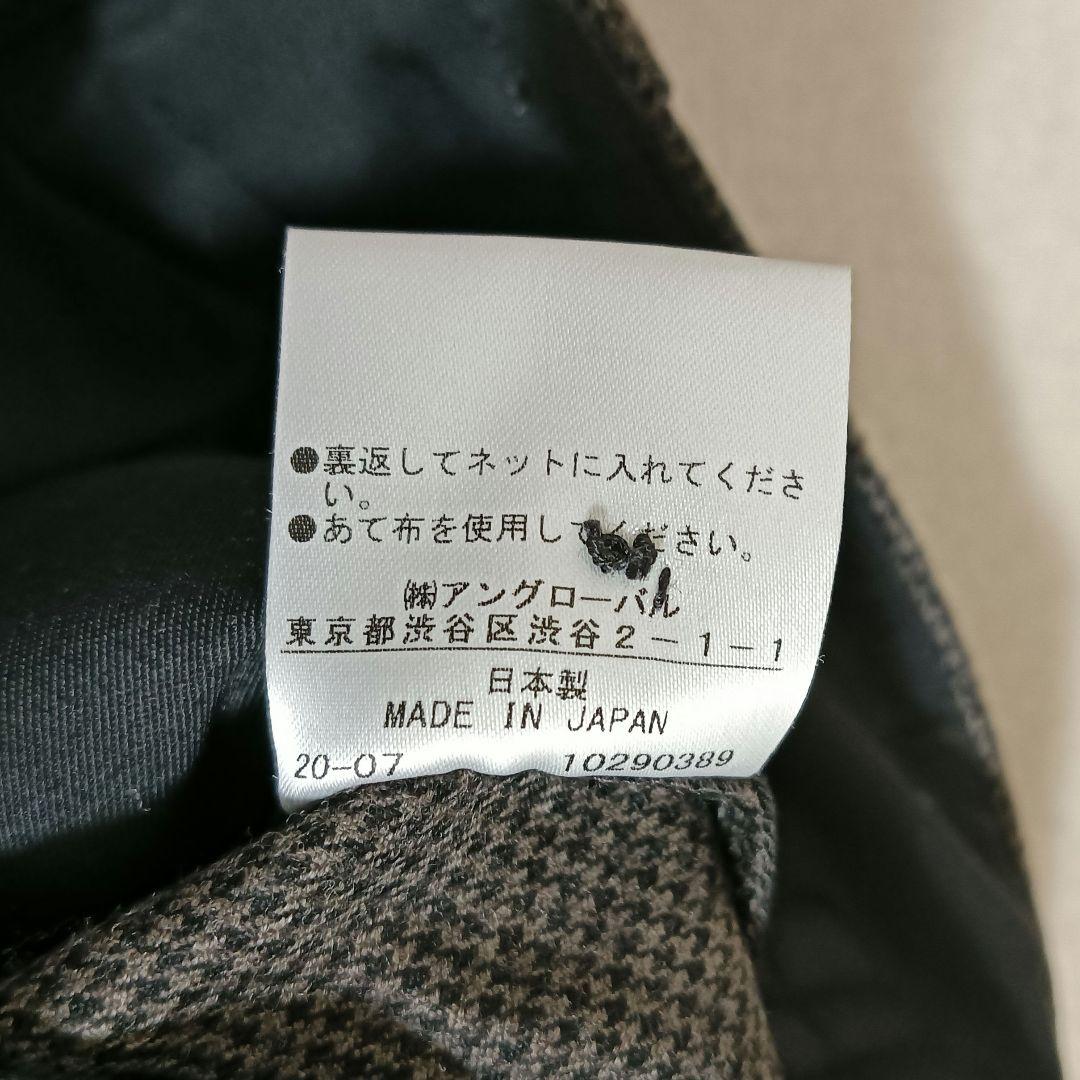 ●裏返してネットに入れてくださ
い。
●あて布を使用してください。
㈱アングローバル
東京都渋谷区渋谷2-1-1
日本製
MADE IN JAPAN
20-07 10290389